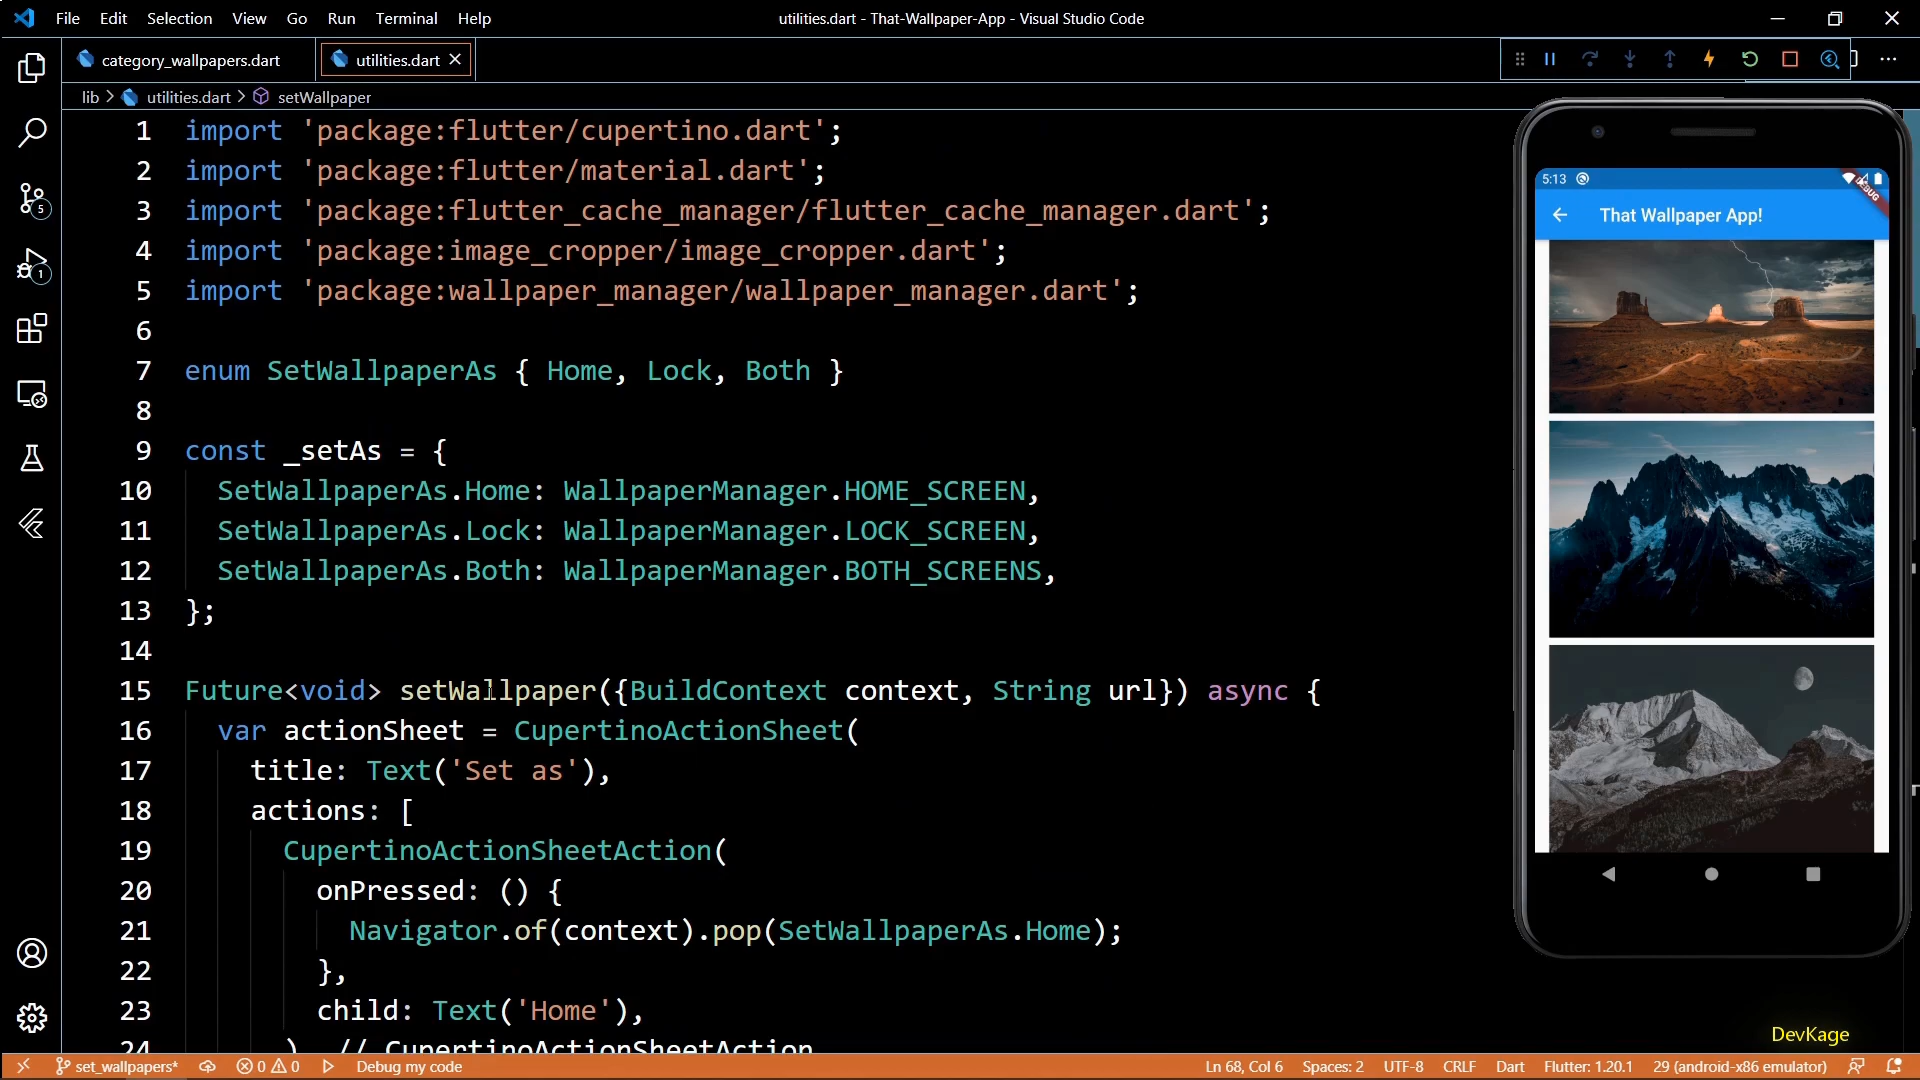 File Edit Selection View Go Run Terminal Help
utilities.dart - That-Wallpaper-App - Visual Studio Code
category_wallpapers.dart
utilities.dart
lib > utilities.dart > setWallpaper
1 import 'package:flutter/cupertino.dart';
2 import 'package:flutter/material.dart';
3 import 'package:flutter_cache_manager/flutter_cache_manager.dart';
4 import 'package:image_cropper/image_cropper.dart';
5 import 'package:wallpaper_manager/wallpaper_manager.dart';
6
7 enum SetWallpaperAs { Home, Lock, Both }
8
9 const _setAs = {
10 SetWallpaperAs.Home: WallpaperManager.HOME_SCREEN,
11 SetWallpaperAs.Lock: WallpaperManager.LOCK_SCREEN,
12 SetWallpaperAs.Both: WallpaperManager.BOTH_SCREENS,
13 };
14
15 Future<void> setWallpaper({BuildContext context, String url}) async {
16 var actionSheet = CupertinoActionSheet(
17 title: Text('Set as'),
18 actions: [
19 CupertinoActionSheetAction(
20 onPressed: () {
21 Navigator.of(context).pop(SetWallpaperAs.Home);
22 },
23 child: Text('Home'),
24 ) // CupertinoActionSheetAction
5
1
5:13
DEBUG
That Wallpaper App!
DevKage
set_wallpapers* 0 0 Debug my code
Ln 68, Col 6 Spaces: 2 UTF-8 CRLF Dart Flutter: 1.20.1 29 (android-x86 emulator)